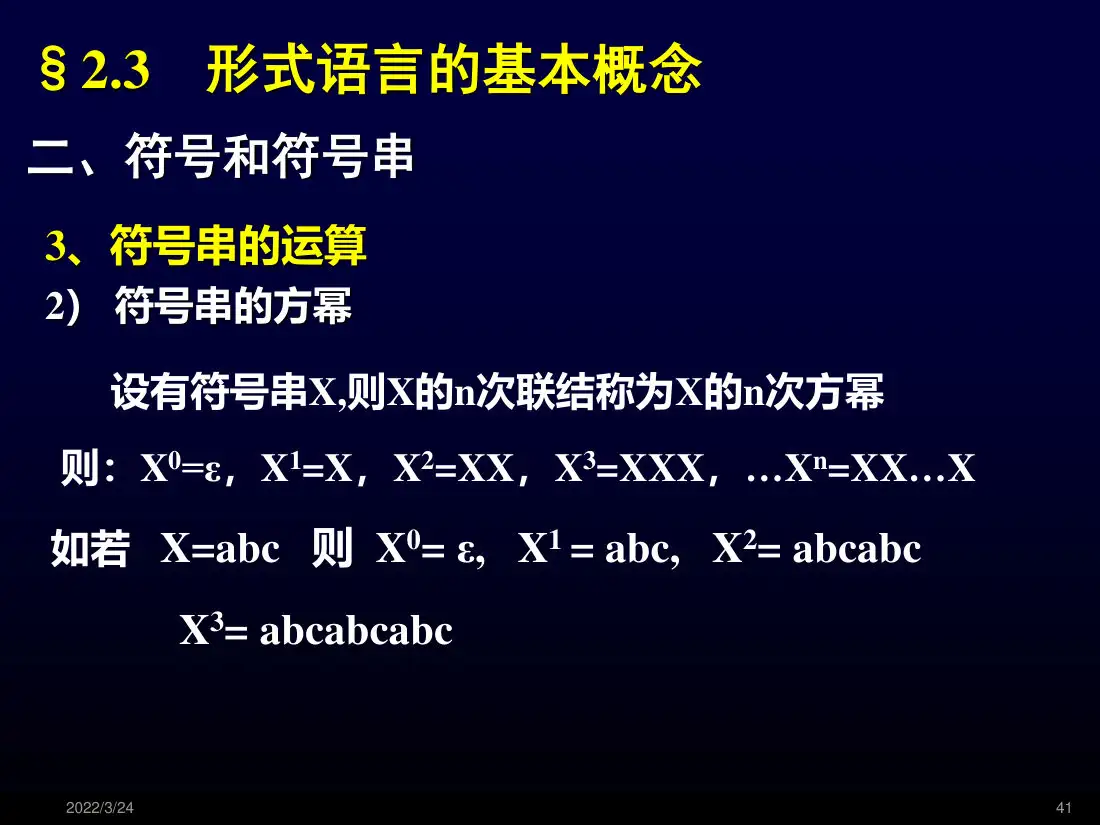 §2.3 形式语言的基本概念
二、符号和符号串
3、符号串的运算
2） 符号串的方幂
设有符号串X,则X的n次联结称为X的n次方幂
则：X⁰=ε，X¹=X，X²=XX，X³=XXX，…Xⁿ=XX…X
如若 X=abc 则 X⁰= ε, X¹ = abc, X²= abcabc
X³= abcabcabc
2022/3/24
41